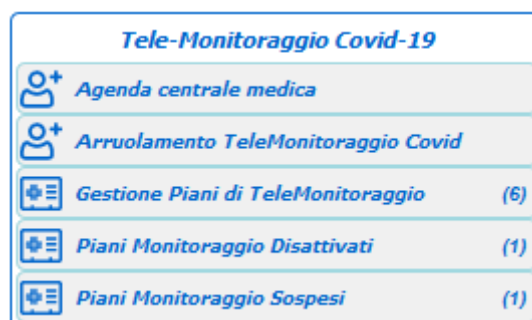 Tele-Monitoraggio Covid-19
Agenda centrale medica
Arruolamento TeleMonitoraggio Covid
Gestione Piani di TeleMonitoraggio (6)
Piani Monitoraggio Disattivati (1)
Piani Monitoraggio Sospesi (1)